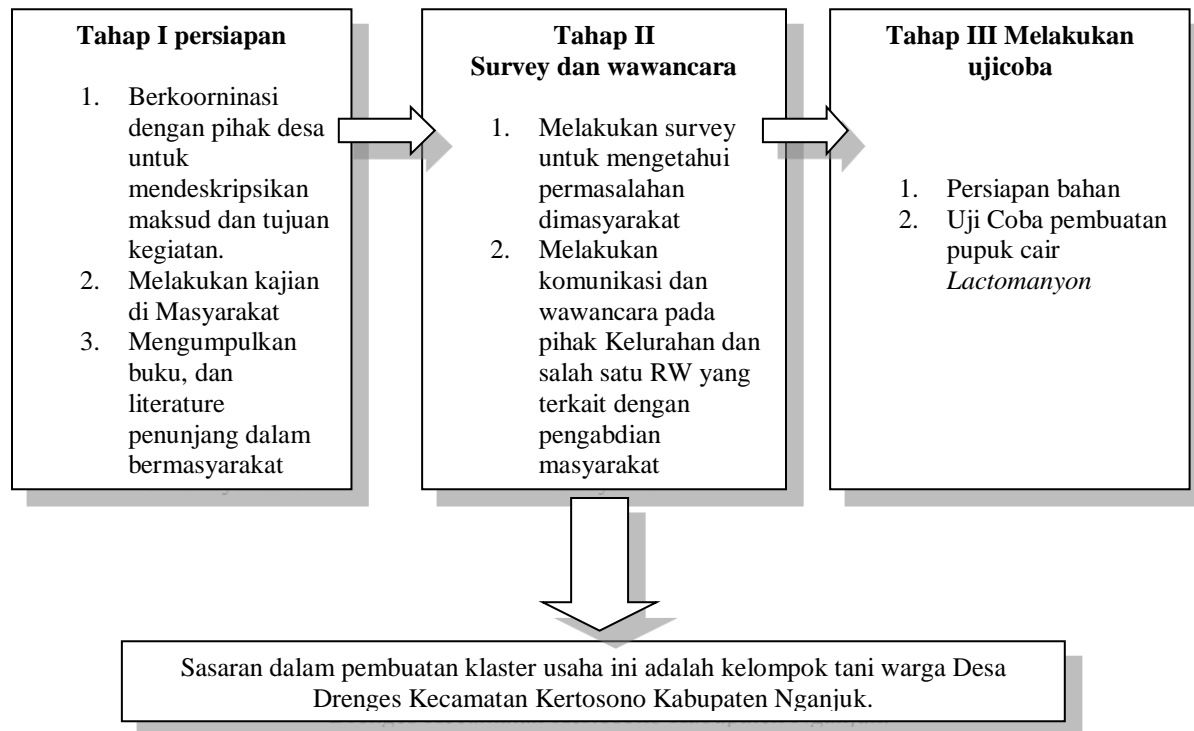 Tahap I persiapan
1. Berkoorninasi
dengan pihak desa
untuk
mendeskripsikan
maksud dan tujuan
kegiatan.
2. Melakukan kajian
di Masyarakat
3. Mengumpulkan
buku, dan
literature
penunjang dalam
bermasyarakat
Tahap II
Survey dan wawancara
1. Melakukan survey
untuk mengetahui
permasalahan
dimasyarakat
2. Melakukan
komunikasi dan
wawancara pada
pihak Kelurahan dan
salah satu RW yang
terkait dengan
pengabdian
masyarakat
Tahap III Melakukan
ujicoba
1. Persiapan bahan
2. Uji Coba pembuatan
pupuk cair
Lactomanyon
Sasaran dalam pembuatan klaster usaha ini adalah kelompok tani warga Desa
Drenges Kecamatan Kertosono Kabupaten Nganjuk.